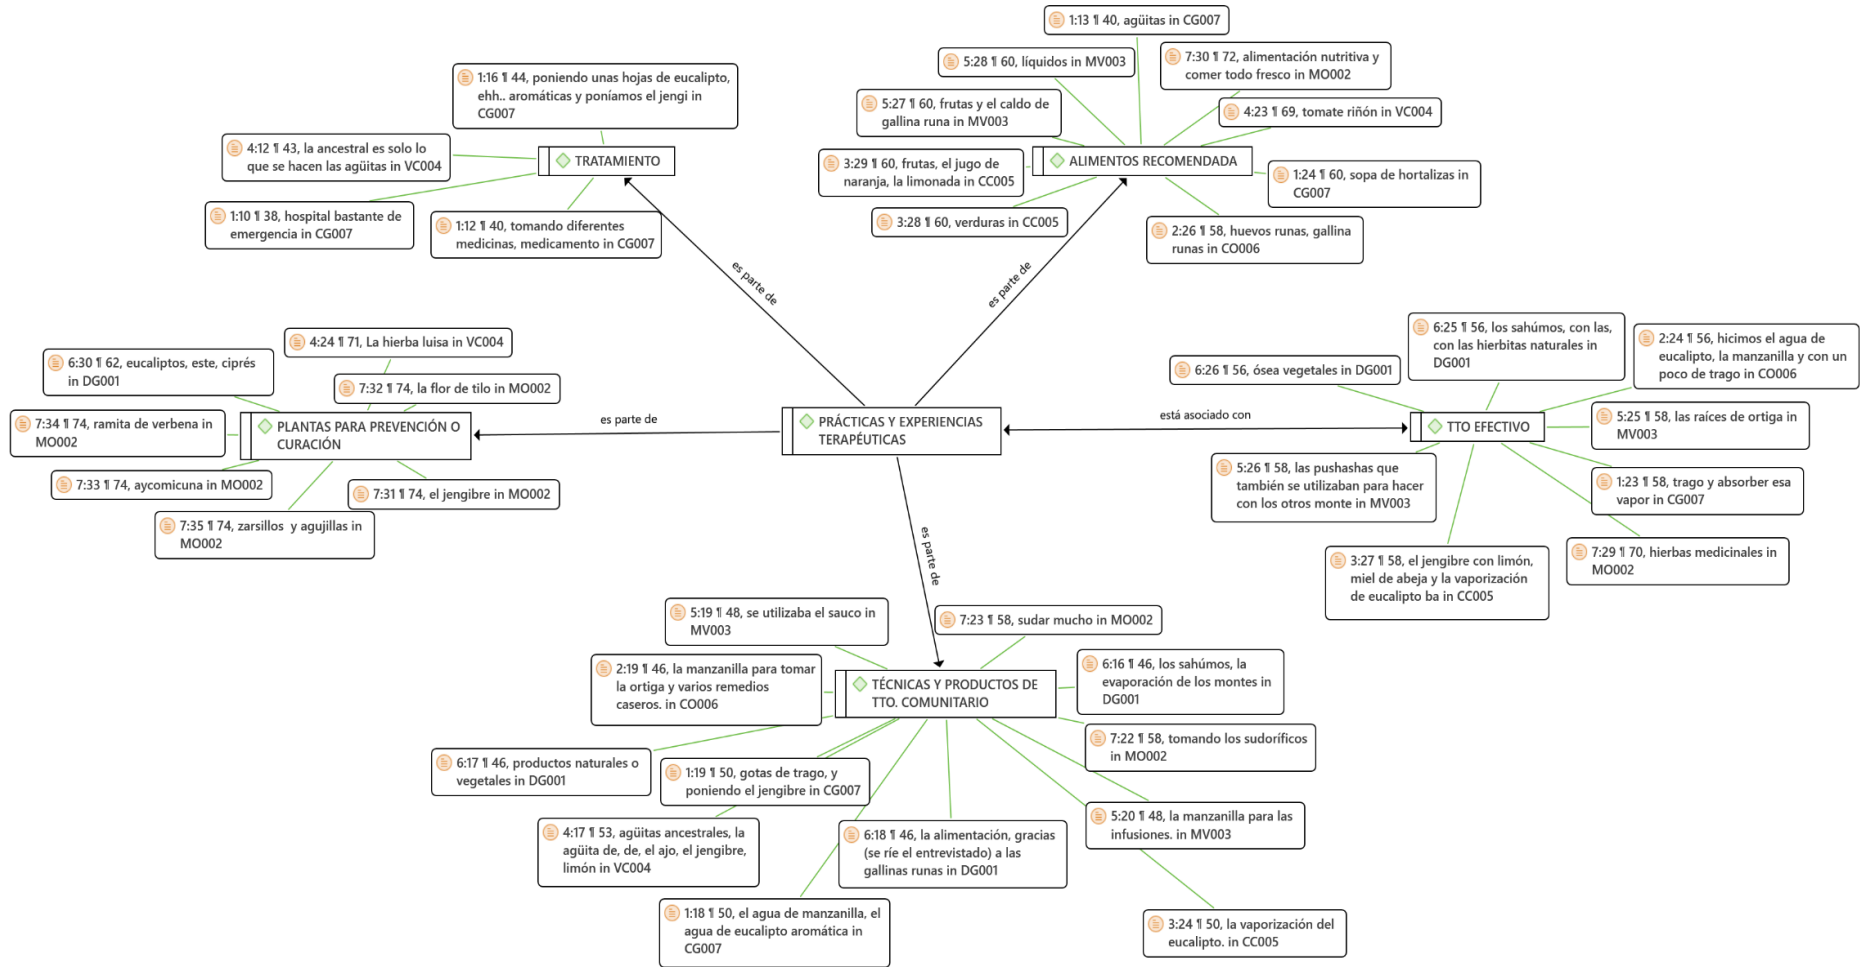 1:13 ¶ 40, agüitas in CG007
5:28 ¶ 60, líquidos in MV003
7:30 ¶ 72, alimentación nutritiva y
comer todo fresco in MO002
1:16 ¶ 44, poniendo unas hojas de eucalipto,
ehh.. aromáticas y poníamos el jengi in
CG007
5:27 ¶ 60, frutas y el caldo de
gallina runa in MV003
4:23 ¶ 69, tomate riñón in VC004
4:12 ¶ 43, la ancestral es solo lo
que se hacen las agüitas in VC004
TRATAMIENTO
3:29 ¶ 60, frutas, el jugo de
naranja, la limonada in CC005
ALIMENTOS RECOMENDADA
1:24 ¶ 60, sopa de hortalizas in
CG007
1:10 ¶ 38, hospital bastante de
emergencia in CG007
1:12 ¶ 40, tomando diferentes
medicinas, medicamento in CG007
3:28 ¶ 60, verduras in CC005
2:26 ¶ 58, huevos runas, gallina
runas in CO006
es parte de
es parte de
4:24 ¶ 71, La hierba luisa in VC004
6:30 ¶ 62, eucaliptos, este, ciprés
in DG001
7:32 ¶ 74, la flor de tilo in MO002
7:34 ¶ 74, ramita de verbena in
MO002
PLANTAS PARA PREVENCIÓN O
CURACIÓN
es parte de
7:33 ¶ 74, aycomicuna in MO002
7:31 ¶ 74, el jengibre in MO002
7:35 ¶ 74, zarsillos  y agujillas in
MO002
PRÁCTICAS Y EXPERIENCIAS
TERAPÉUTICAS
está asociado con
6:25 ¶ 56, los sahúmos, con las,
con las hierbitas naturales in
DG001
2:24 ¶ 56, hicimos el agua de
eucalipto, la manzanilla y con un
poco de trago in CO006
6:26 ¶ 56, ósea vegetales in DG001
5:25 ¶ 58, las raíces de ortiga in
MV003
TTO EFECTIVO
5:26 ¶ 58, las pushashas que
también se utilizaban para hacer
con los otros monte in MV003
1:23 ¶ 58, trago y absorber esa
vapor in CG007
7:29 ¶ 70, hierbas medicinales in
MO002
3:27 ¶ 58, el jengibre con limón,
miel de abeja y la vaporización
de eucalipto ba in CC005
es parte de
5:19 ¶ 48, se utilizaba el sauco in
MV003
7:23 ¶ 58, sudar mucho in MO002
2:19 ¶ 46, la manzanilla para tomar
la ortiga y varios remedios
caseros. in CO006
TÉCNICAS Y PRODUCTOS DE
TTO. COMUNITARIO
6:16 ¶ 46, los sahúmos, la
evaporación de los montes in
DG001
7:22 ¶ 58, tomando los sudoríficos
in MO002
6:17 ¶ 46, productos naturales o
vegetales in DG001
1:19 ¶ 50, gotas de trago, y
poniendo el jengibre in CG007
4:17 ¶ 53, agüitas ancestrales, la
agüita de, de, el ajo, el jengibre,
limón in VC004
6:18 ¶ 46, la alimentación, gracias
(se ríe el entrevistado) a las
gallinas runas in DG001
5:20 ¶ 48, la manzanilla para las
infusiones. in MV003
1:18 ¶ 50, el agua de manzanilla, el
agua de eucalipto aromática in
CG007
3:24 ¶ 50, la vaporización del
eucalipto. in CC005